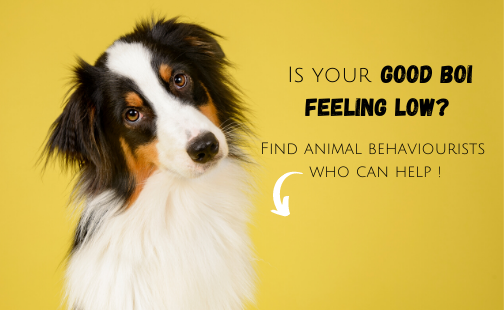 Is your GOOD BOI
FEELING LOW?
Find animal behaviourists
who can help !